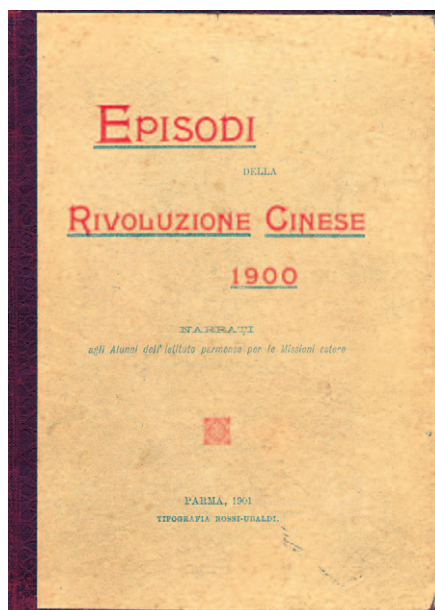 EPISODI
DELLA
RIVOLUZIONE CINESE
1900
NARRATI
agli Alunni dell'istituto parmense per le Missioni estere
PARMA, 1901
TIPOGRAFIA ROSSI-UBALDI.